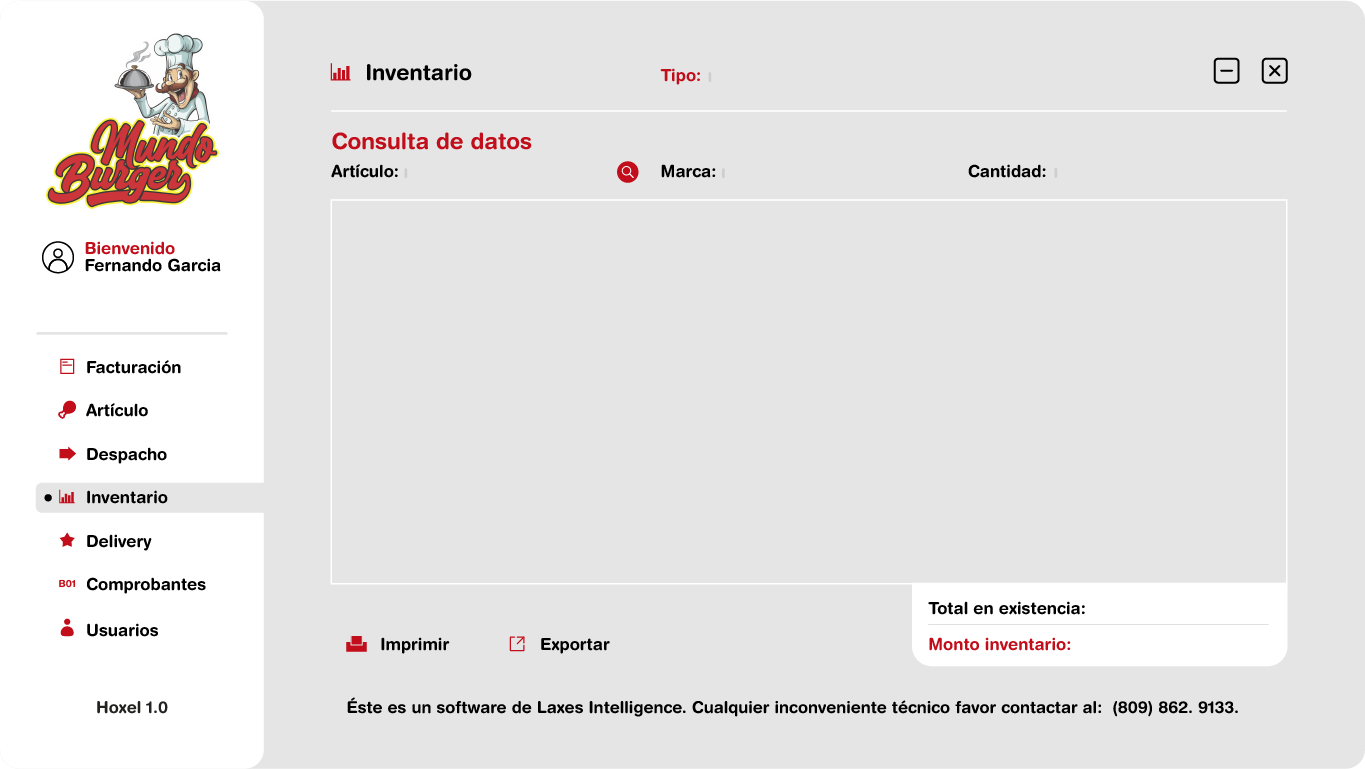 Mundo
Burger
Bienvenido
Fernando Garcia
Facturación
Artículo
Despacho
Inventario
Delivery
B01 Comprobantes
Usuarios
Hoxel 1.0
Inventario
Tipo:
Consulta de datos
Artículo:
Marca:
Cantidad:
Total en existencia:
Monto inventario:
Imprimir
Exportar
Éste es un software de Laxes Intelligence. Cualquier inconveniente técnico favor contactar al: (809) 862. 9133.